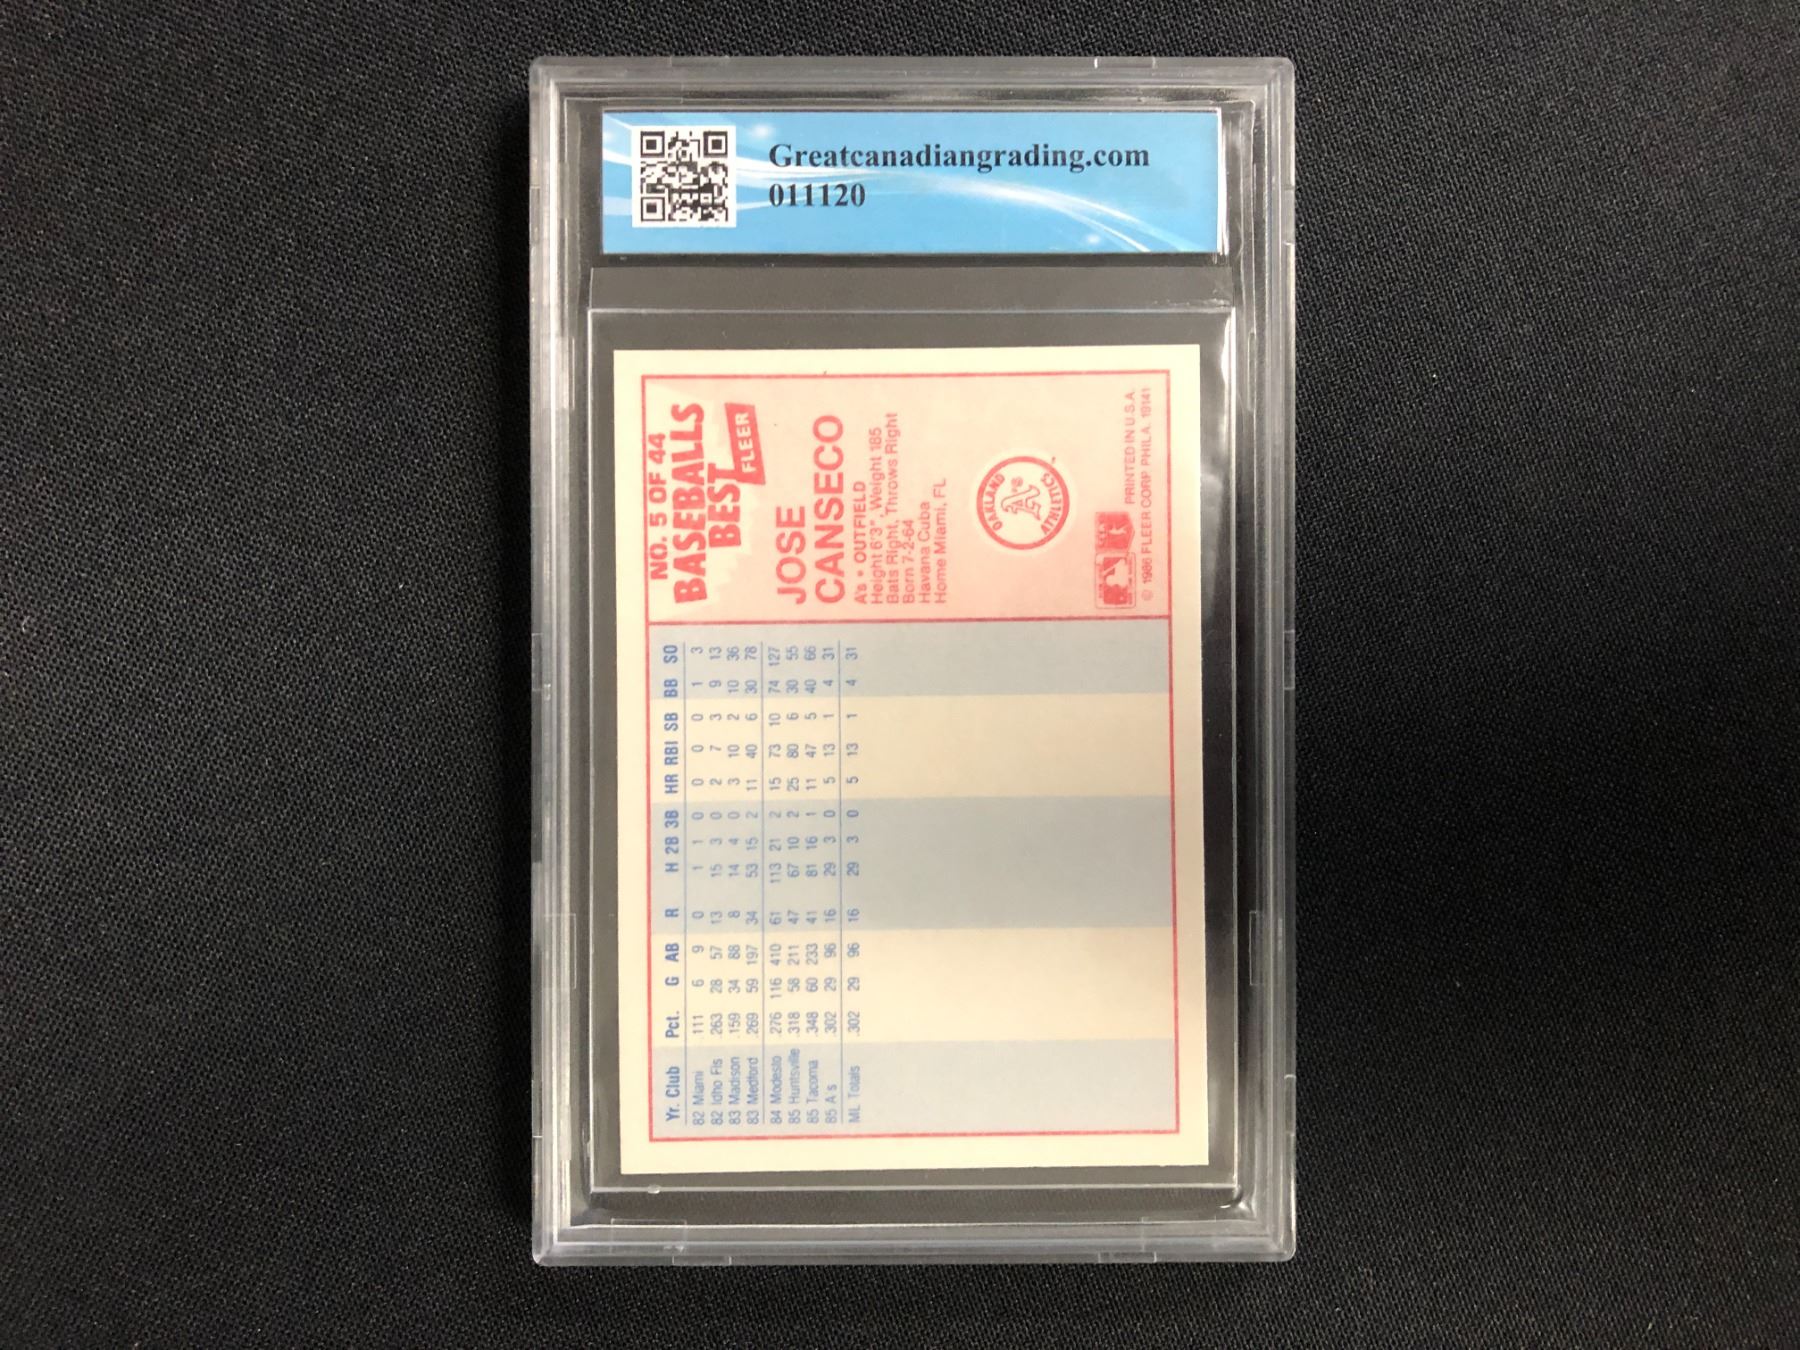 Greatcanadiangrading.com
011120
NO. 5 OF 44
BASEBALLS
BEST
FLEER
JOSE
CANSECO
A's • OUTFIELD
Height 6'3", Weight 185
Bats Right, Throws Right
Born 7-2-64
Havana Cuba
Home Miami, FL
OAKLAND
A's
ATHLETICS™
PRINTED IN U.S.A.
© 1986 FLEER CORP. PHILA. 19141
Yr. Club Pct. G AB R H 2B 3B HR RBI SB BB SO
82 Miami .111 6 9 0 1 1 0 0 0 0 1 3
82 Idho Fls .263 28 57 13 15 3 0 2 7 3 9 13
83 Madison .159 34 88 8 14 4 0 3 10 2 10 36
83 Medford .269 59 197 34 53 15 2 11 40 6 30 78
84 Modesto .276 116 410 61 113 21 2 15 73 10 74 127
85 Huntsville .318 58 211 47 67 10 2 25 80 6 30 55
85 Tacoma .348 60 233 41 81 16 1 11 47 5 40 66
85 A's .302 29 96 16 29 3 0 5 13 1 4 31
ML Totals .302 29 96 16 29 3 0 5 13 1 4 31